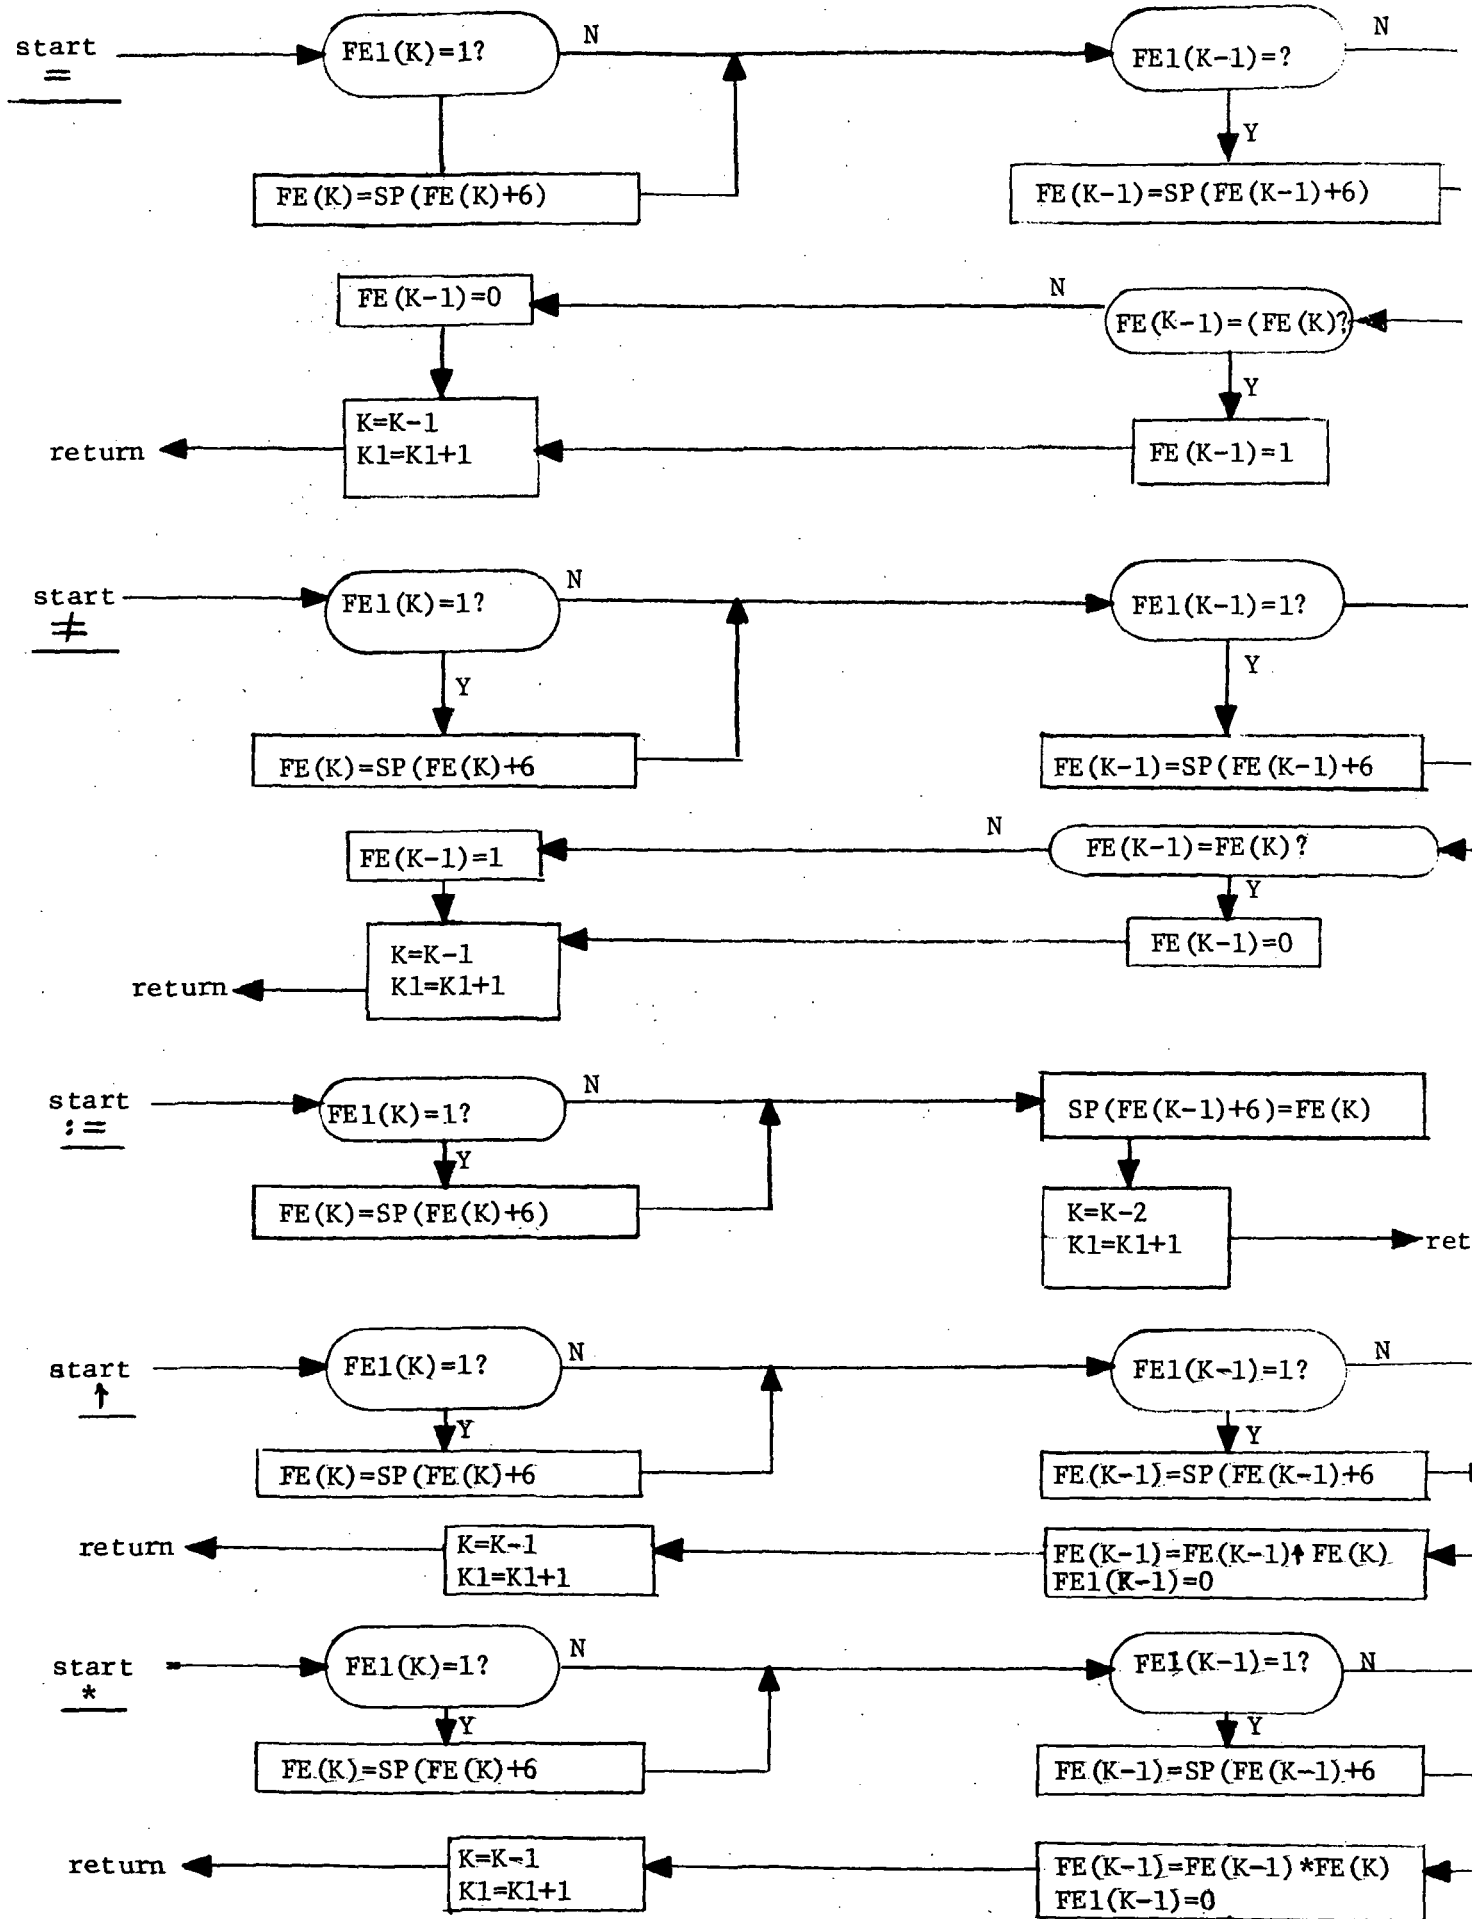 start
=
FE1(K)=1?
N
FE1(K-1)=?
N
Y
FE(K)=SP(FE(K)+6)
FE(K-1)=SP(FE(K-1)+6)
FE(K-1)=0
N
FE(K-1)=(FE(K)?
Y
K=K-1
K1=K1+1
return
FE(K-1)=1
start
≠
FE1(K)=1?
N
FE1(K-1)=1?
Y
Y
FE(K)=SP(FE(K)+6
FE(K-1)=SP(FE(K-1)+6
FE(K-1)=1
N
FE(K-1)=FE(K)?
Y
K=K-1
K1=K1+1
return
FE(K-1)=0
start
:=
FE1(K)=1?
N
SP(FE(K-1)+6)=FE(K)
Y
FE(K)=SP(FE(K)+6)
K=K-2
K1=K1+1
ret
start
↑
FE1(K)=1?
N
FE1(K-1)=1?
N
Y
Y
FE(K)=SP(FE(K)+6
FE(K-1)=SP(FE(K-1)+6
return
K=K-1
K1=K1+1
FE(K-1)=FE(K-1)↑FE(K)
FE1(K-1)=0
start
*
FE1(K)=1?
N
FE1(K-1)=1?
N
Y
Y
FE(K)=SP(FE(K)+6
FE(K-1)=SP(FE(K-1)+6
return
K=K-1
K1=K1+1
FE(K-1)=FE(K-1)*FE(K)
FE1(K-1)=0